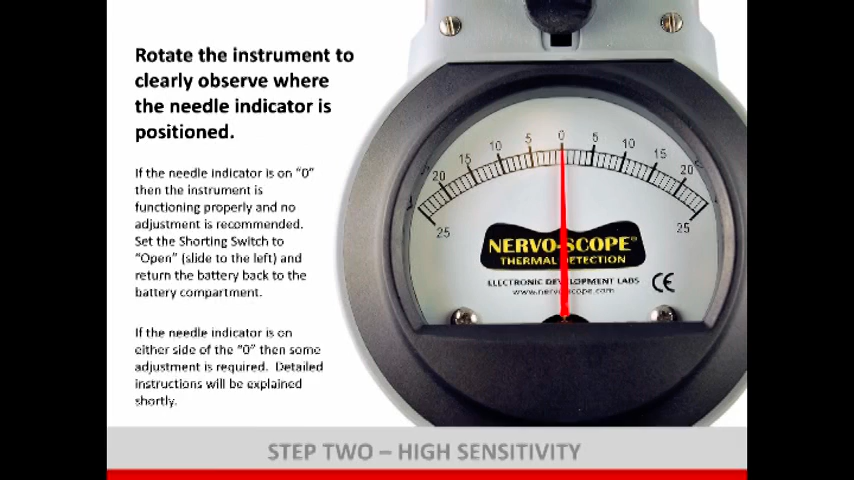 Rotate the instrument to
clearly observe where
the needle indicator is
positioned.
If the needle indicator is on “0”
then the instrument is
functioning properly and no
adjustment is recommended.
Set the Shorting Switch to
“Open” (slide to the left) and
return the battery back to the
battery compartment.
If the needle indicator is on
either side of the “0” then some
adjustment is required. Detailed
instructions will be explained
shortly.
25 20 15 10 5 0 5 10 15 20 25
NERVO-SCOPE®
THERMAL DETECTION
ELECTRONIC DEVELOPMENT LABS
www.nervoscope.com
CE
STEP TWO – HIGH SENSITIVITY